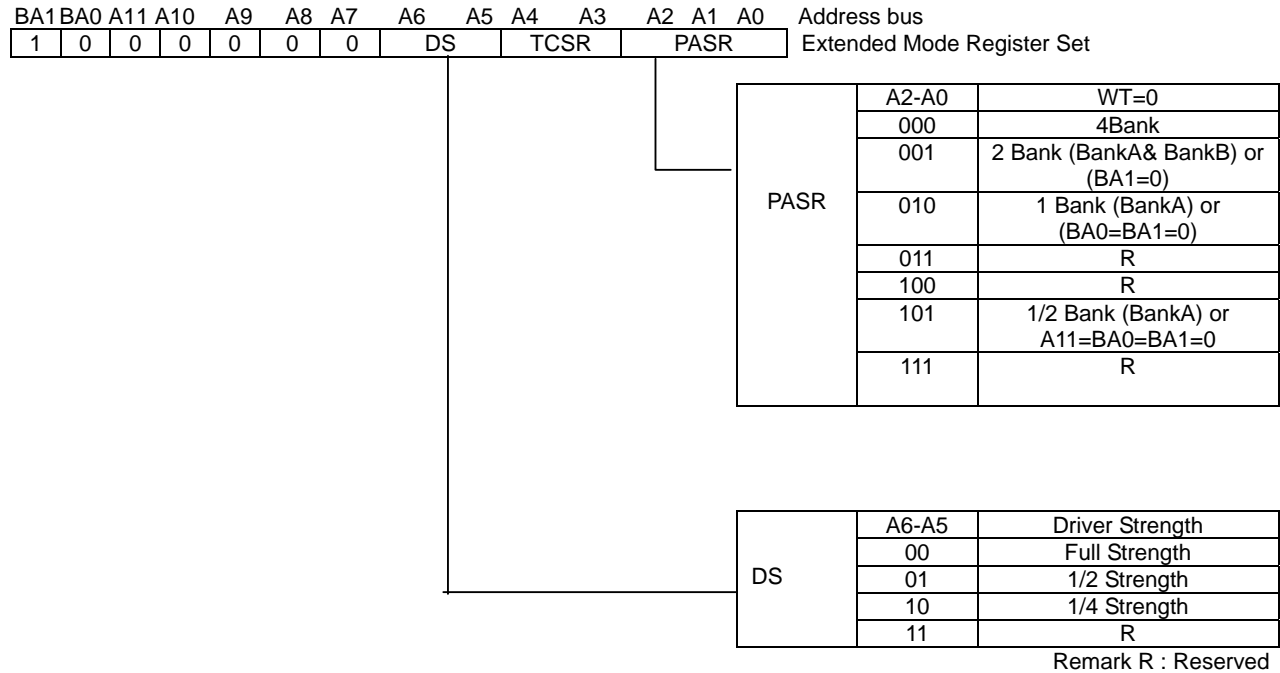 BA1 BA0 A11 A10 A9 A8 A7 A6 A5 A4 A3 A2 A1 A0 Address bus
1 0 0 0 0 0 0 DS TCSR PASR Extended Mode Register Set
PASR
A2-A0 WT=0
000 4Bank
001 2 Bank (BankA& BankB) or
(BA1=0)
010 1 Bank (BankA) or
(BA0=BA1=0)
011 R
100 R
101 1/2 Bank (BankA) or
A11=BA0=BA1=0
111 R
DS
A6-A5 Driver Strength
00 Full Strength
01 1/2 Strength
10 1/4 Strength
11 R
Remark R : Reserved